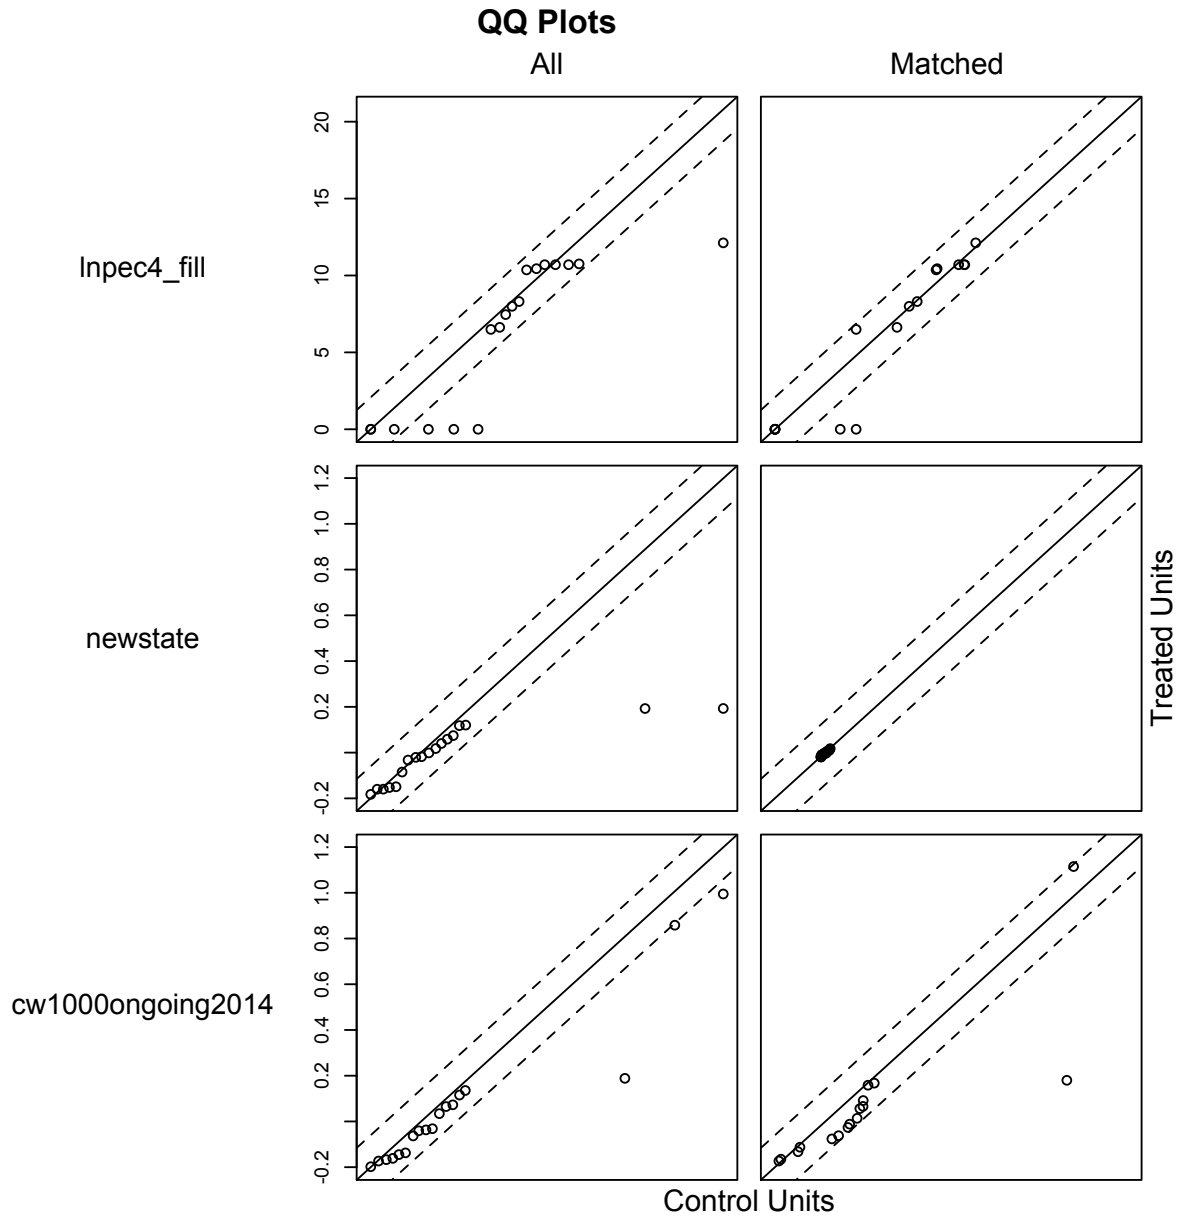 QQ Plots
All Matched
lnpec4_fill
0 5 10 15 20
newstate
-0.2 0.2 0.4 0.6 0.8 1.0 1.2
cw1000ongoing2014
-0.2 0.2 0.4 0.6 0.8 1.0 1.2
Treated Units
Control Units